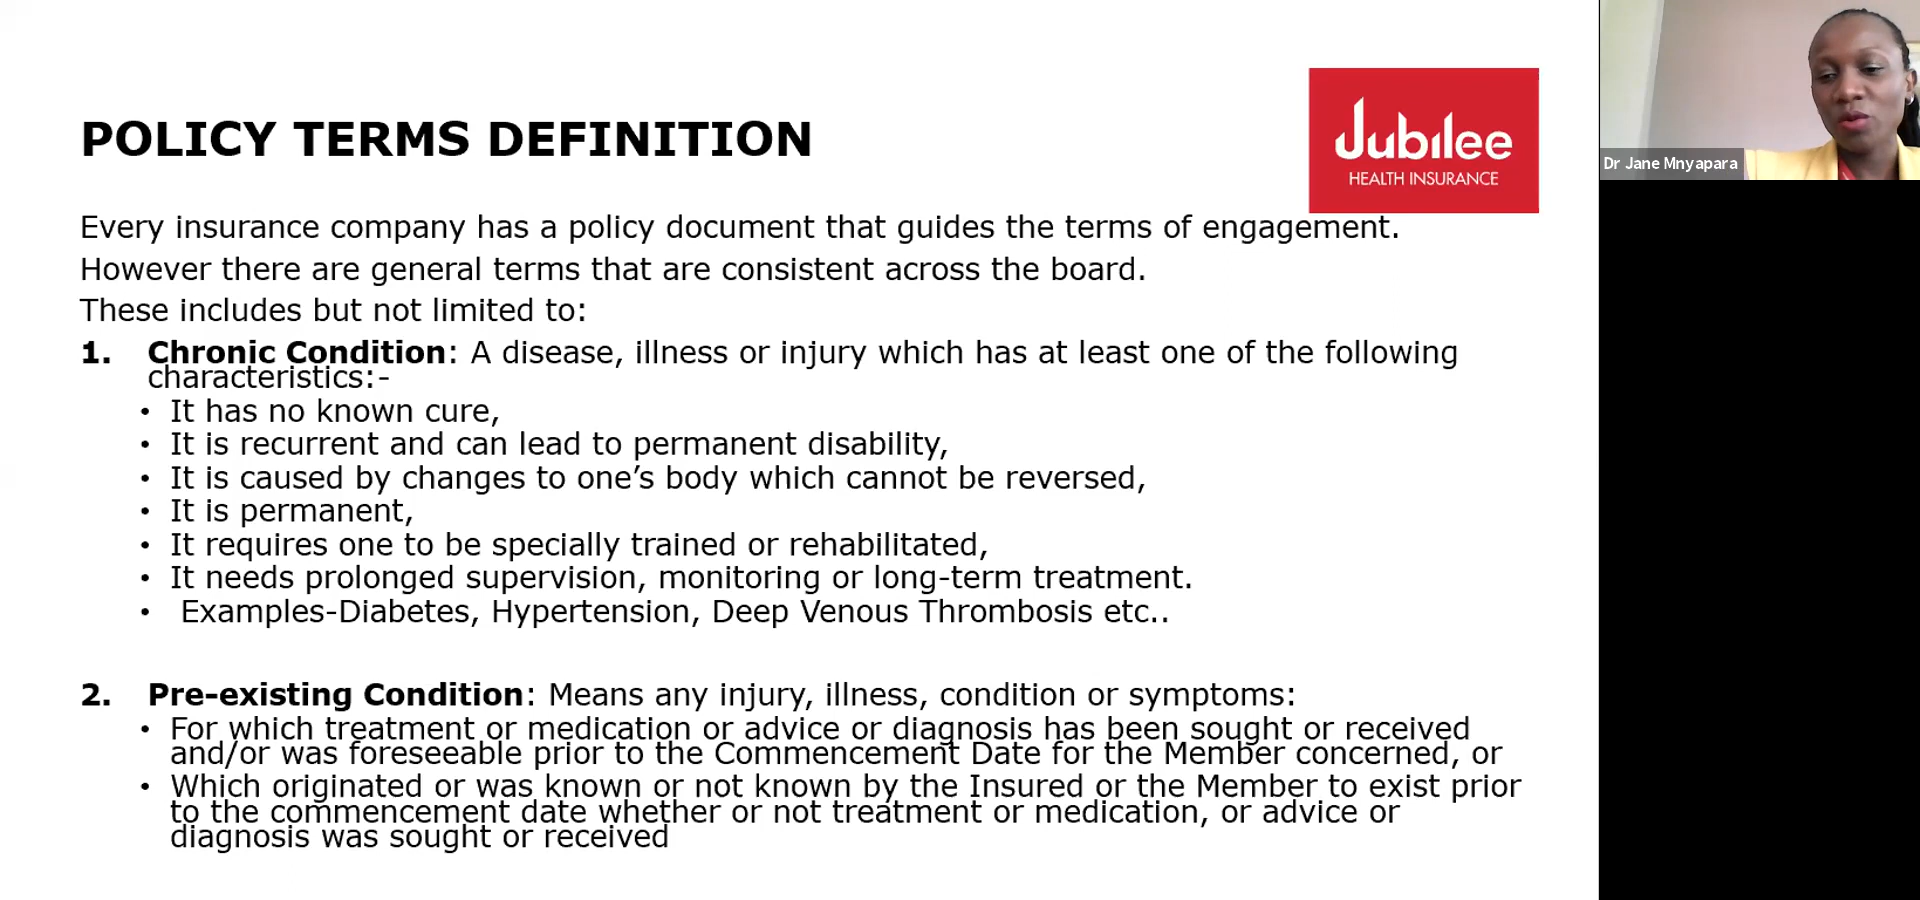 POLICY TERMS DEFINITION
Jubilee
HEALTH INSURANCE
Dr Jane Mnyapara
Every insurance company has a policy document that guides the terms of engagement.
However there are general terms that are consistent across the board.
These includes but not limited to:
1. Chronic Condition: A disease, illness or injury which has at least one of the following
characteristics:-
• It has no known cure,
• It is recurrent and can lead to permanent disability,
• It is caused by changes to one’s body which cannot be reversed,
• It is permanent,
• It requires one to be specially trained or rehabilitated,
• It needs prolonged supervision, monitoring or long-term treatment.
• Examples-Diabetes, Hypertension, Deep Venous Thrombosis etc..
2. Pre-existing Condition: Means any injury, illness, condition or symptoms:
• For which treatment or medication or advice or diagnosis has been sought or received
and/or was foreseeable prior to the Commencement Date for the Member concerned, or
• Which originated or was known or not known by the Insured or the Member to exist prior
to the commencement date whether or not treatment or medication, or advice or
diagnosis was sought or received